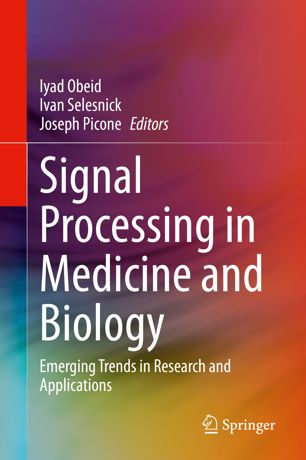 Iyad Obeid
Ivan Selesnick
Joseph Picone Editors
Signal
Processing in
Medicine and
Biology
Emerging Trends in Research and
Applications
Springer